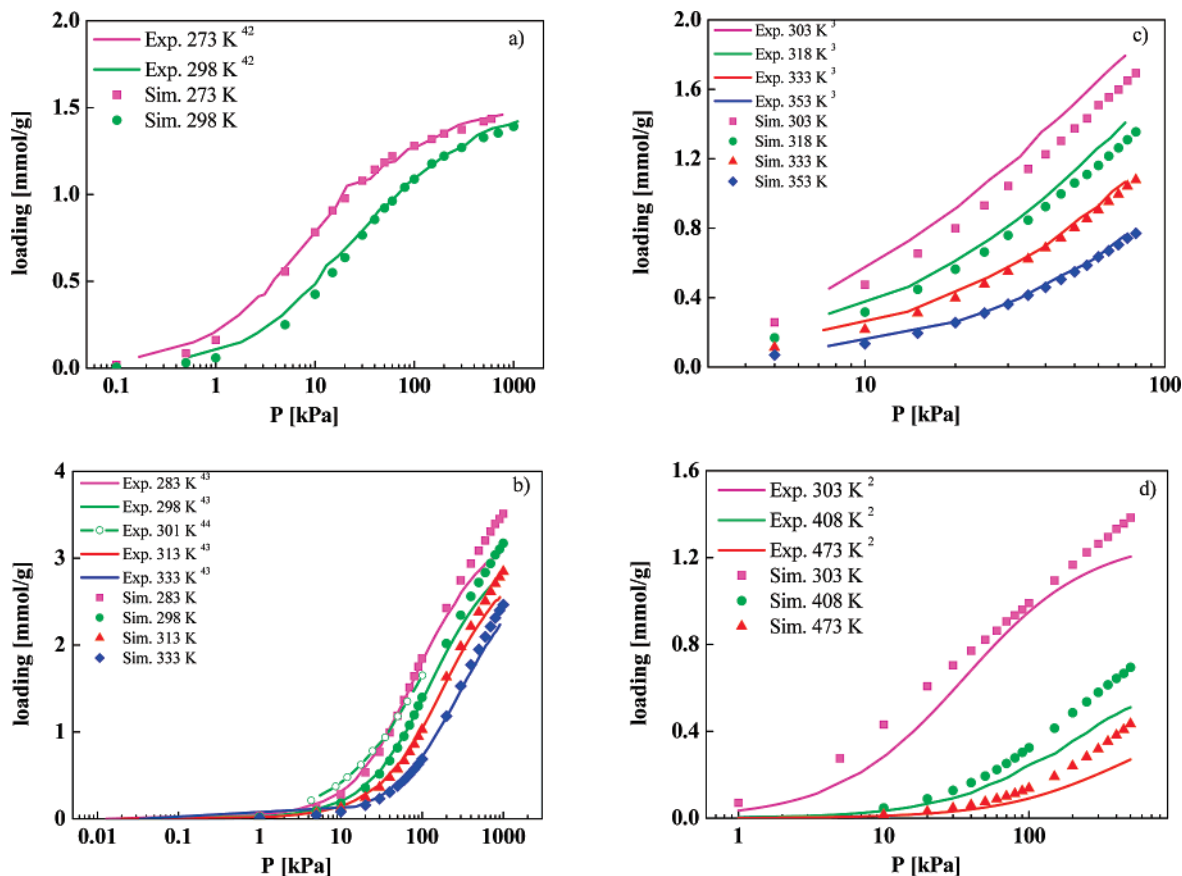 a)
Exp. 273 K 42
Exp. 298 K 42
Sim. 273 K
Sim. 298 K
loading [mmol/g]
2.0
1.5
1.0
0.5
0.0
0.1 1 10 100 1000
P [kPa]
c)
Exp. 303 K 3
Exp. 318 K 3
Exp. 333 K 3
Exp. 353 K 3
Sim. 303 K
Sim. 318 K
Sim. 333 K
Sim. 353 K
loading [mmol/g]
2.0
1.6
1.2
0.8
0.4
0.0
10 100
P [kPa]
b)
Exp. 283 K 43
Exp. 298 K 43
Exp. 301 K 44
Exp. 313 K 43
Exp. 333 K 43
Sim. 283 K
Sim. 298 K
Sim. 313 K
Sim. 333 K
loading [mmol/g]
4
3
2
1
0
0.01 0.1 1 10 100 1000
P [kPa]
d)
Exp. 303 K 2
Exp. 408 K 2
Exp. 473 K 2
Sim. 303 K
Sim. 408 K
Sim. 473 K
loading [mmol/g]
1.6
1.2
0.8
0.4
0.0
1 10 100
P [kPa]